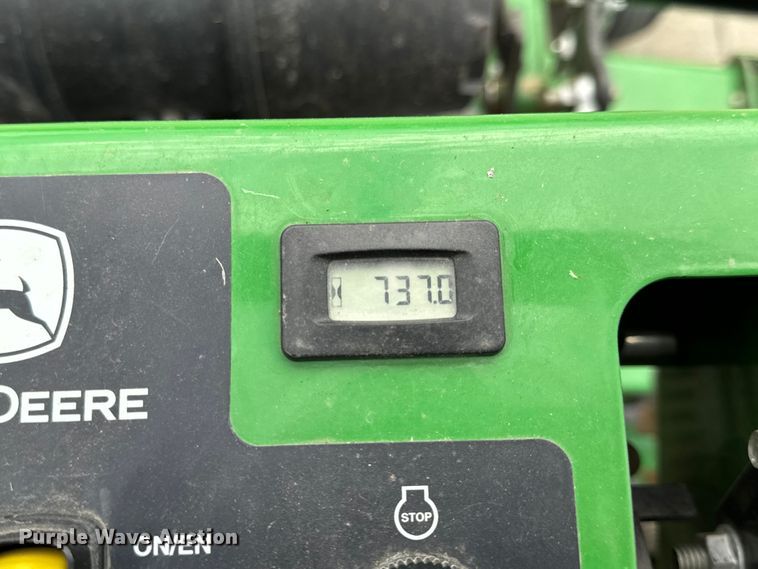 737.0
DEERE
STOP
ON/EN
Purple Wave Auction